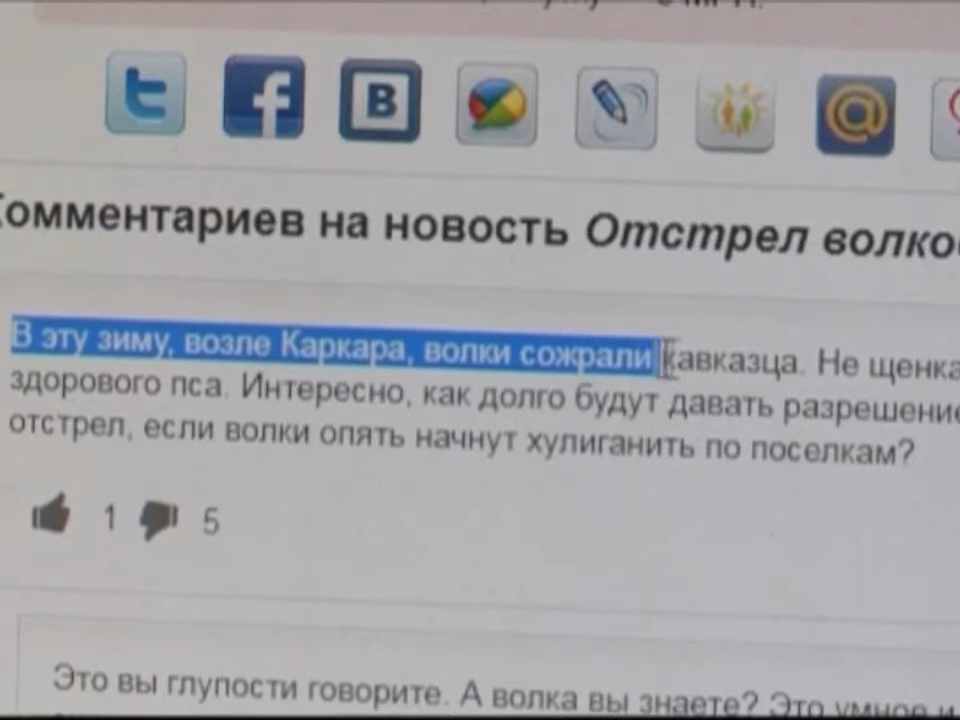 В
@
Комментариев на новость Отстрел волко
В эту зиму, возле Каркара, волки сожрали кавказца. Не щенка
здорового пса. Интересно, как долго будут давать разрешение
отстрел, если волки опять начнут хулиганить по поселкам?
1 5
Это вы глупости говорите. А волка вы знаете? Это умное и